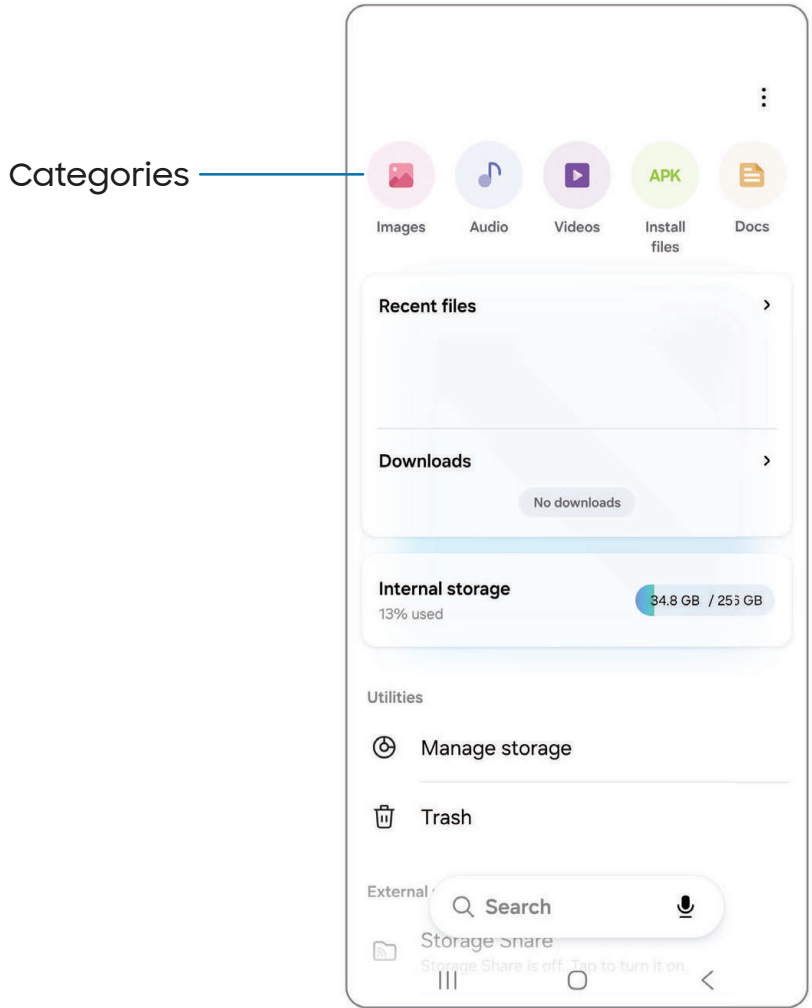 Categories
APK
Images Audio Videos Install files Docs
Recent files
Downloads
No downloads
Internal storage
13% used
34.8 GB / 256 GB
Utilities
Manage storage
Trash
External
Search
Storage Share
Storage Share is off. Tap to turn it on.